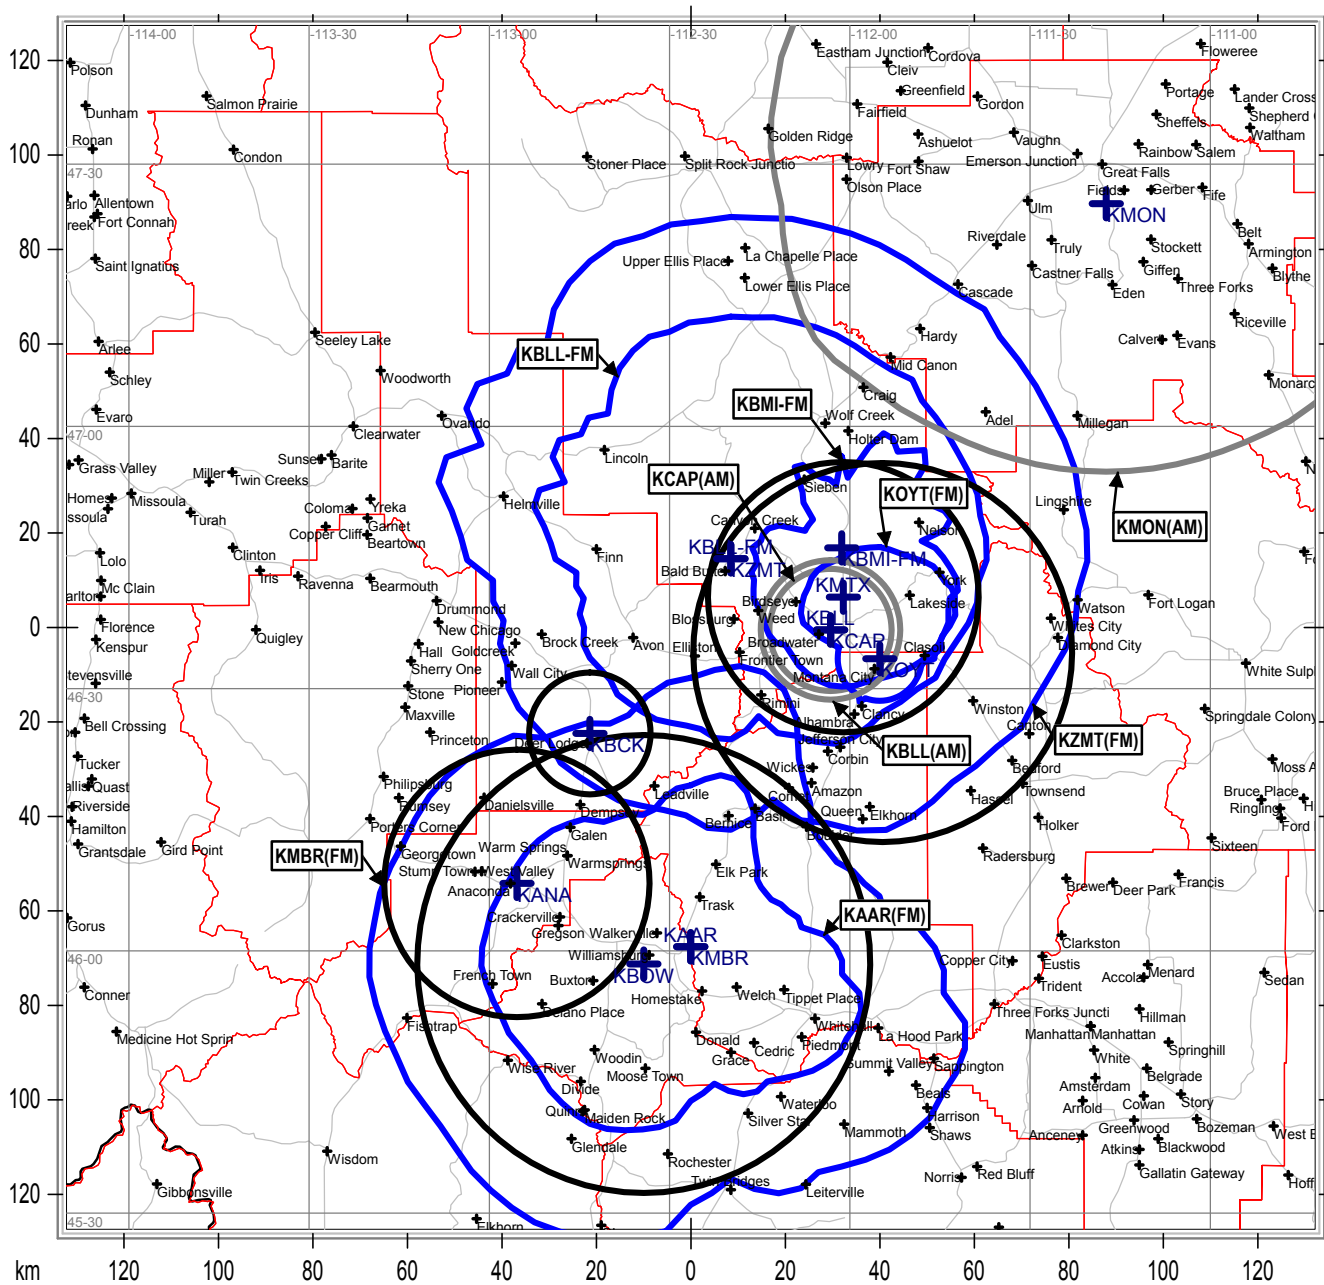 -114-00
-113-30
-113-00
-112-30
-112-00
-111-30
-111-00
120
Polson
Salmon Prairie
Dunham
Ronan
100
Condon
47-30
Allentown
Fort Connah
80
Saint Ignatius
60
Arlee
Seeley Lake
Schley
Woodworth
Evaro
40
Ovando
Clearwater
47-00
Grass Valley
Sunset
Barite
Miller
Twin Creeks
Missoula
Turah
20
Coloma
Yreka
Garnet
Copper Cliff
Beartown
Clinton
Lolo
Iris
Ravenna
Bearmouth
Mc Clain
Drummond
Florence
0
Quigley
New Chicago
Kenspur
Hall
Goldcreek
Sherry One
Wall City
Pioneer
Stone
46-30
Maxville
Bell Crossing
20
Princeton
Tucker
Quast
Philipsburg
Riverside
Rumsey
Danielsville
Hamilton
40
Porters Corner
Grantsdale
Gird Point
Georgetown
KMBR(FM)
Stump Town
West Valley
Anaconda
KANA
60
Gorus
Crackerville
Gregson
Walkerville
46-00
Williamsburg
French Town
Buxton
Conner
80
Delano Place
Medicine Hot Sprin
Fishtrap
Wise River
Woodin
Moose Town
Divide
100
Quinn
Maiden Rock
Glendale
Wisdom
Gibbonsville
120
Elkhorn
45-30
Eastham Junction
Cordova
Cleiv
Floweree
Greenfield
Gordon
Portage
Lander Cross
Fairfield
Sheffels
Shepherd
Golden Ridge
Ashuelot
Vaughn
Waltham
Stoner Place
Split Rock Junctio
Lowry
Fort Shaw
Emerson Junction
Rainbow
Salem
Olson Place
Great Falls
Fields
Gerber
Fife
Ulm
KMON
Belt
Riverdale
Truly
Stockett
Armington
Upper Ellis Place
La Chapelle Place
Castner Falls
Giffen
Blythe
Lower Ellis Place
Cascade
Eden
Three Forks
Riceville
Hardy
Calvert
Evans
KBLL-FM
Mid Canon
Monarc
Craig
KBMI-FM
Wolf Creek
Adel
Millegan
Holter Dam
Lincoln
KCAP(AM)
Sieben
KOYT(FM)
Helmville
Lingshire
KMON(AM)
Canyon Creek
Nelson
Finn
KBLL-FM
KBMI-FM
Bald Butte
KZMT
York
KMTX
Birdseye
Lakeside
Watson
Fort Logan
Blossburg
Weed
KBLL
Whites City
Brock Creek
Avon
Broadwater
KCAP
Diamond City
Elliston
Frontier Town
Clasoil
KOYT
White Sulph
Montana City
Rimini
Clancy
Winston
Springdale Colony
Alhambra
Canton
Deer Lodge
KBCK
Jefferson City
KZMT(FM)
Corbin
KBLL(AM)
Wickes
Bedford
Moss A
Leadville
Comet
Amazon
Townsend
Hassel
Bruce Place
Dempsey
Ringling
Bernice
Basin
Queen
Elkhorn
Holker
Ford
Galen
Boulder
Sixteen
Warm Springs
Warmsprings
Radersburg
Elk Park
Brewer
Deer Park
Francis
Trask
KAAR(FM)
KAAR
Clarkston
KMBR
Copper City
Eustis
Menard
KBOW
Accola
Sedan
Trident
Homestake
Welch
Tippet Place
Three Forks Juncti
Hillman
Whitehall
Manhattan
Manhattan
Donald
La Hood Park
Piedmont
White
Springhill
Cedric
Grace
Summit Valley
Sappington
Belgrade
Amsterdam
Beals
Story
Waterloo
Arnold
Cowan
Silver Star
Harrison
Greenwood
Bozeman
Mammoth
Shaws
Anceney
West E
Atkins
Blackwood
Rochester
Norris
Red Bluff
Gallatin Gateway
Twin Bridges
Leiterville
Hoff
km
120
100
80
60
40
20
0
20
40
60
80
100
120